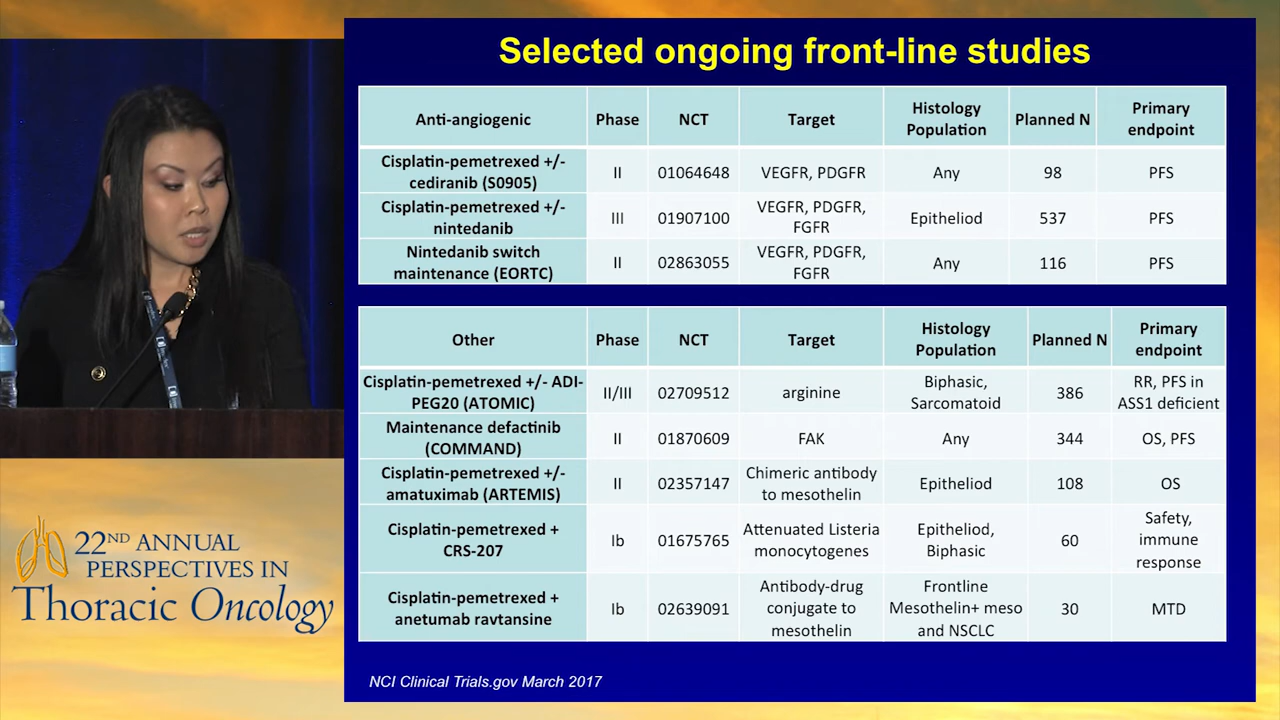 Selected ongoing front-line studies
Anti-angiogenic Phase NCT Target Histology Population Planned N Primary endpoint
Cisplatin-pemetrexed +/- cediranib (S0905) II 01064648 VEGFR, PDGFR Any 98 PFS
Cisplatin-pemetrexed +/- nintedanib III 01907100 VEGFR, PDGFR, FGFR Epitheliod 537 PFS
Nintedanib switch maintenance (EORTC) II 02863055 VEGFR, PDGFR, FGFR Any 116 PFS
Other Phase NCT Target Histology Population Planned N Primary endpoint
Cisplatin-pemetrexed +/- ADI-PEG20 (ATOMIC) II/III 02709512 arginine Biphasic, Sarcomatoid 386 RR, PFS in ASS1 deficient
Maintenance defactinib (COMMAND) II 01870609 FAK Any 344 OS, PFS
Cisplatin-pemetrexed +/- amatuximab (ARTEMIS) II 02357147 Chimeric antibody to mesothelin Epitheliod 108 OS
Cisplatin-pemetrexed + CRS-207 Ib 01675765 Attenuated Listeria monocytogenes Epitheliod, Biphasic 60 Safety, immune response
Cisplatin-pemetrexed + anetumab ravtansine Ib 02639091 Antibody-drug conjugate to mesothelin Frontline Mesothelin+ meso and NSCLC 30 MTD
NCI Clinical Trials.gov March 2017
22ND ANNUAL
PERSPECTIVES IN
Thoracic Oncology